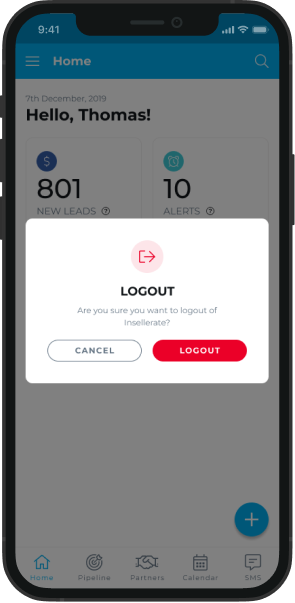 9:41
Home
7th December, 2019
Hello, Thomas!
801
10
NEW LEADS ?
ALERTS ?
LOGOUT
Are you sure you want to logout of
Insellerate?
CANCEL
LOGOUT
Home
Pipeline
Partners
Calendar
SMS